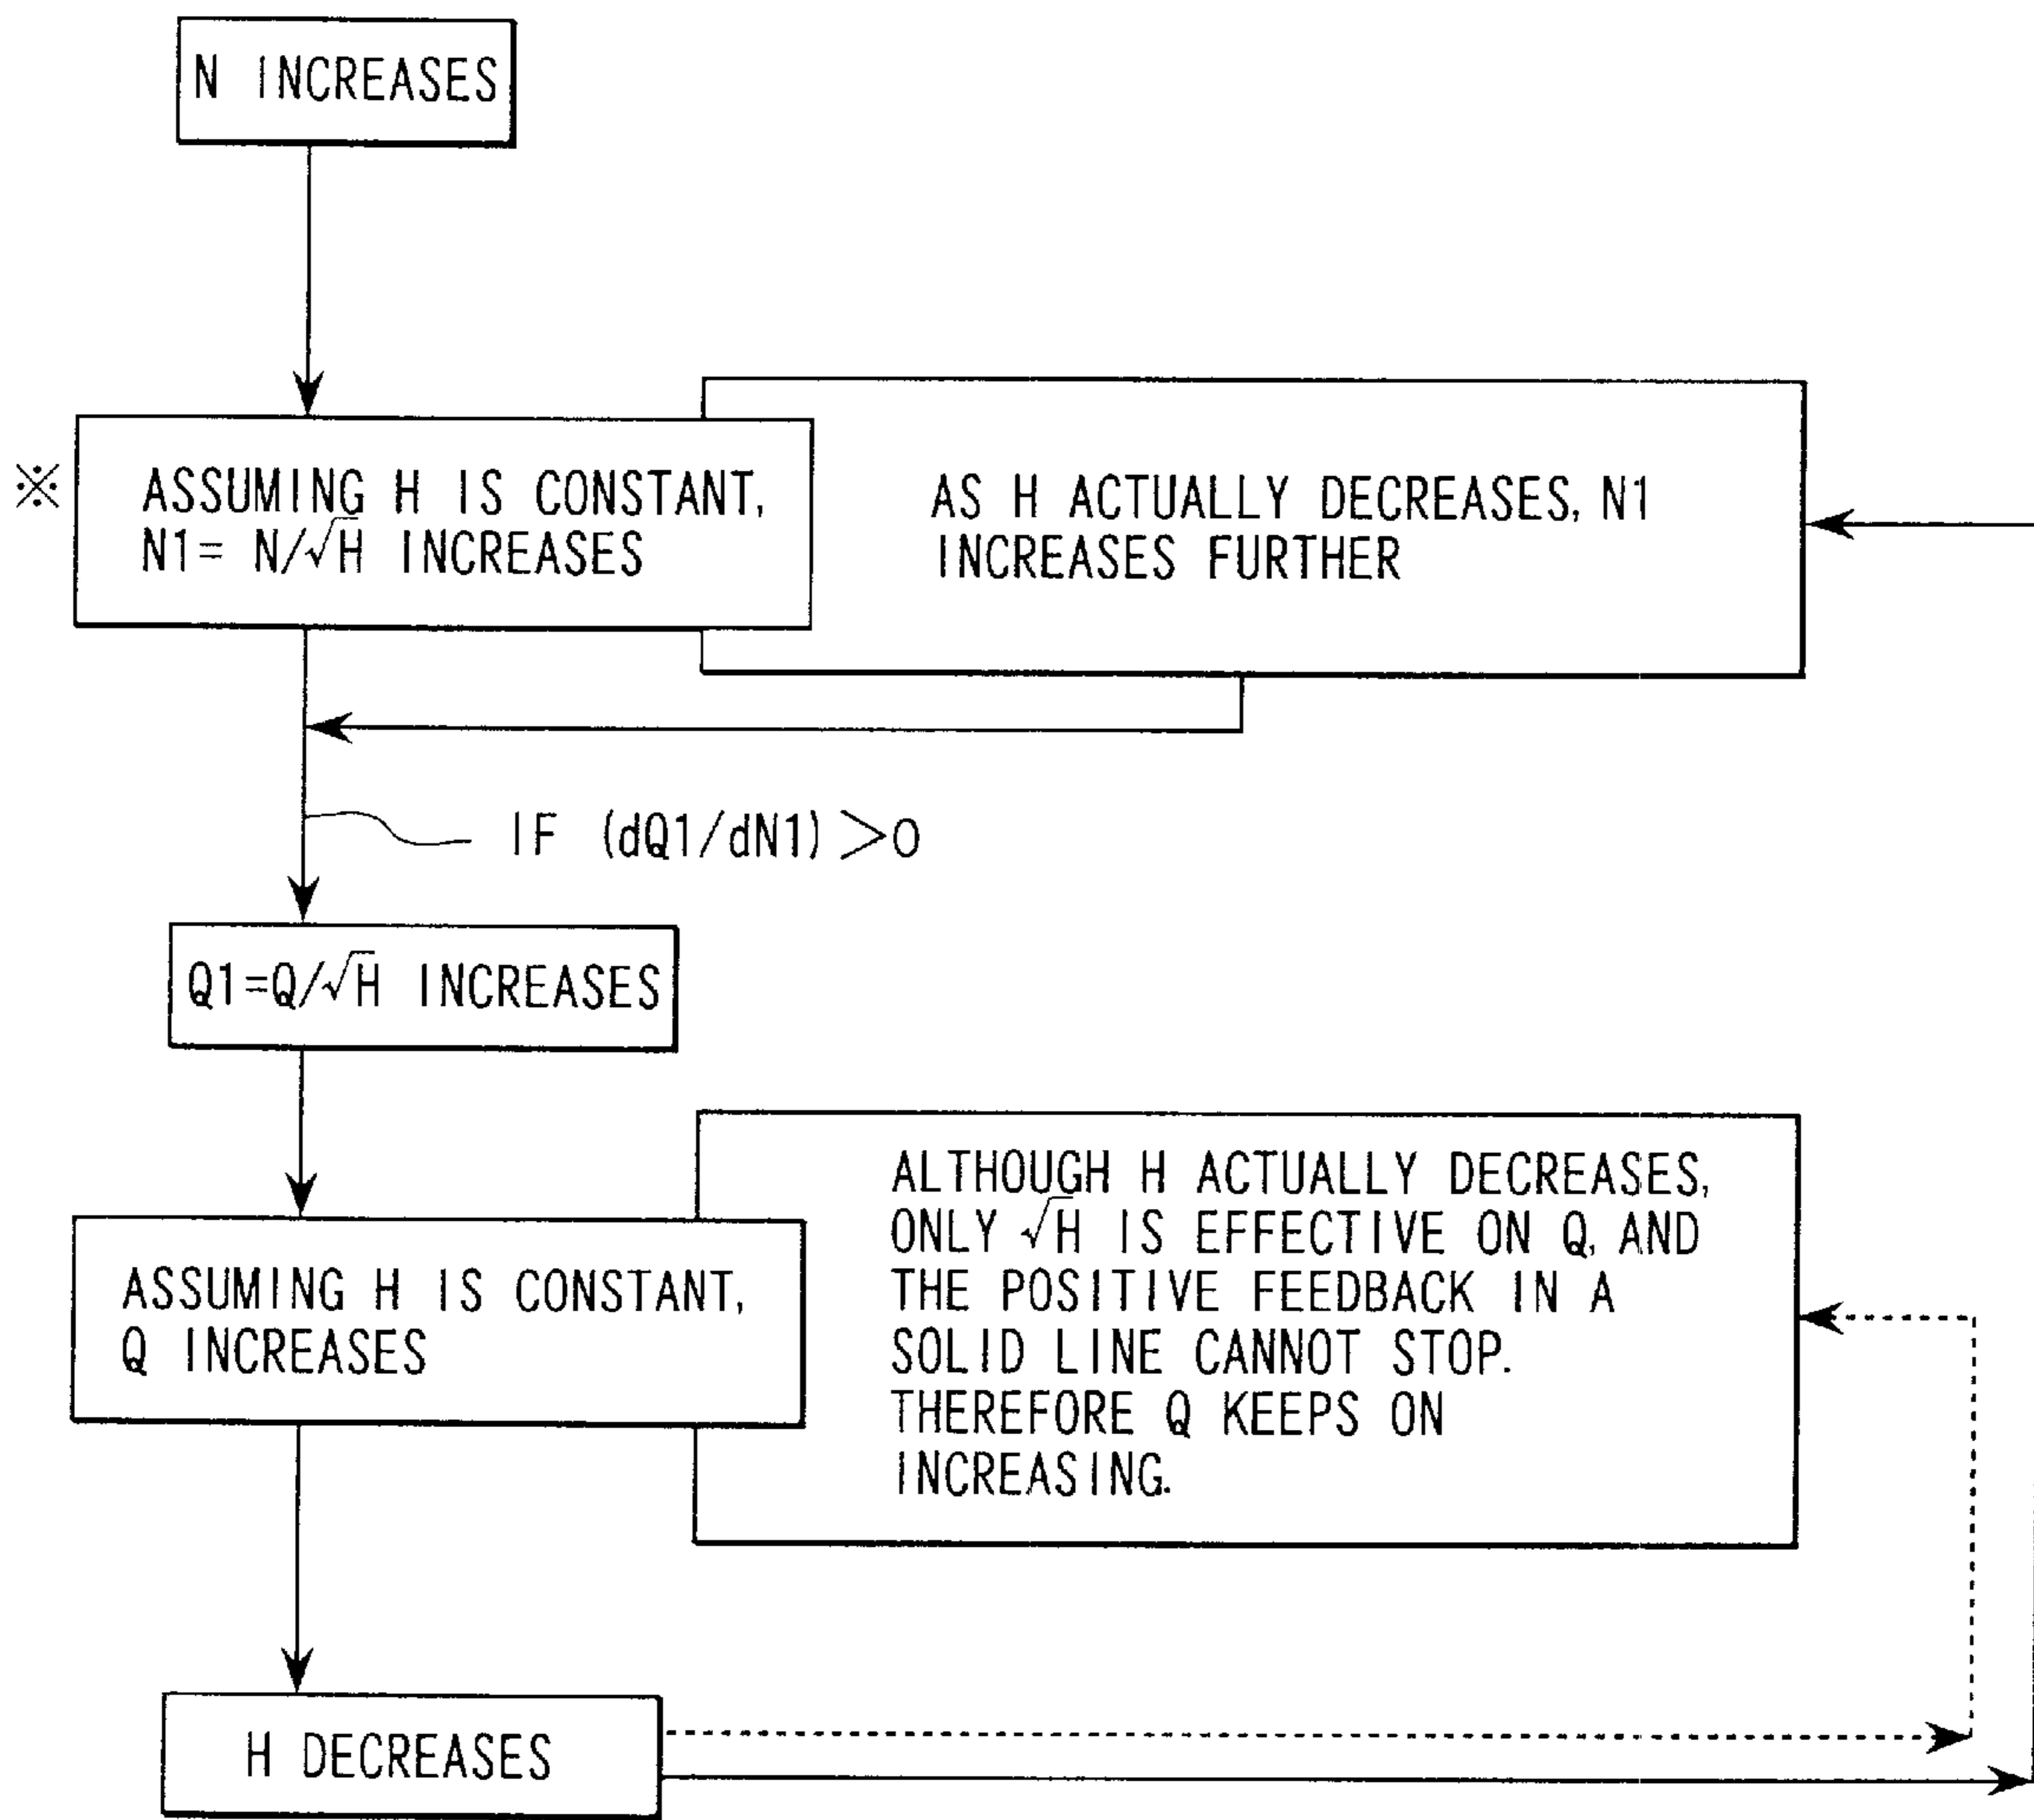 N INCREASES
※
ASSUMING H IS CONSTANT,
N1= N/√H INCREASES
AS H ACTUALLY DECREASES, N1
INCREASES FURTHER
IF (dQ1/dN1) >0
Q1=Q/√H INCREASES
ASSUMING H IS CONSTANT,
Q INCREASES
ALTHOUGH H ACTUALLY DECREASES,
ONLY √H IS EFFECTIVE ON Q, AND
THE POSITIVE FEEDBACK IN A
SOLID LINE CANNOT STOP.
THEREFORE Q KEEPS ON
INCREASING.
H DECREASES